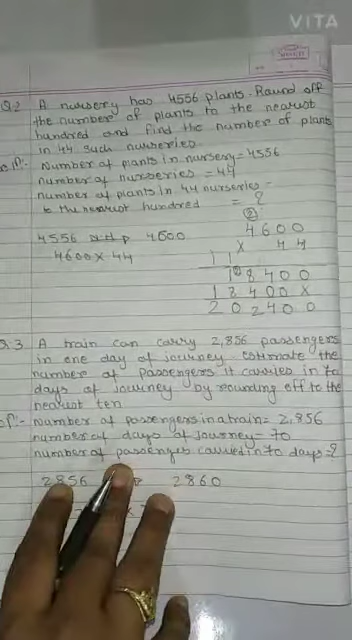 VITA
Q.2 A nursery has 4556 plants. Round off
the number of plants to the nearest
hundred and find the number of plants
in 44 such nurseries.
Number of plants in nursery = 4556
number of nurseries = 44
number of plants in 44 nurseries =
to the nearest hundred = ?
4556 4600
4600 × 44
2
4600
× 44
11
18400
18400×
202400
Q.3 A train can carry 2,856 passengers
in one day of journey. Estimate the
number of passengers it carries in 70
days of journey by rounding off to the
nearest ten
Number of passengers in a train = 2,856
number of days of journey = 70
number of passenger carried in 70 days = ?
2856 2860
×